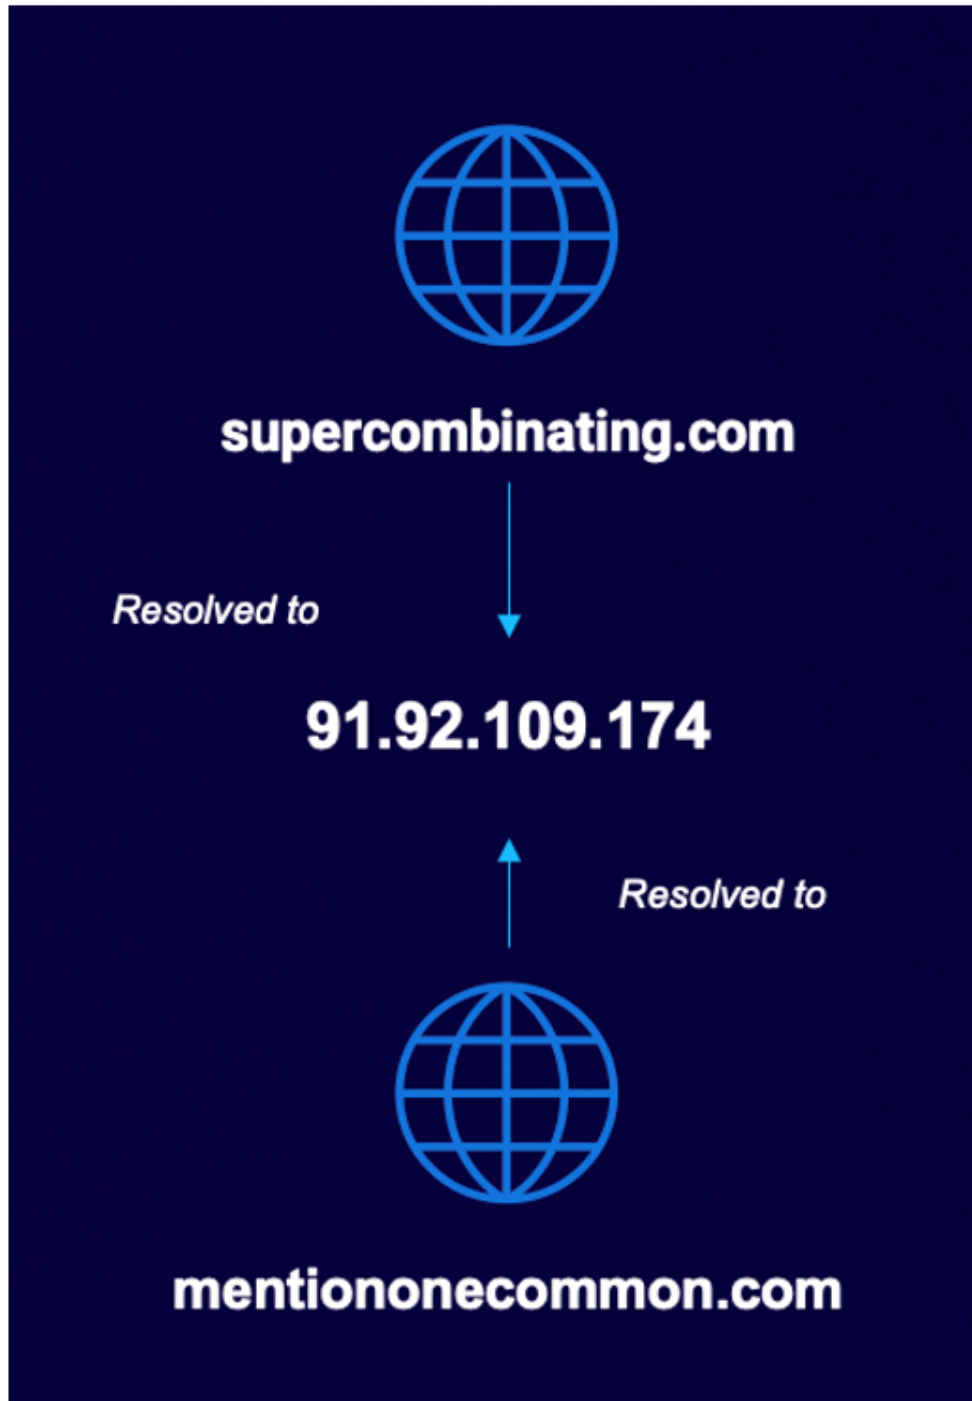 supercombinating.com
Resolved to
91.92.109.174
Resolved to
mentiononecommon.com